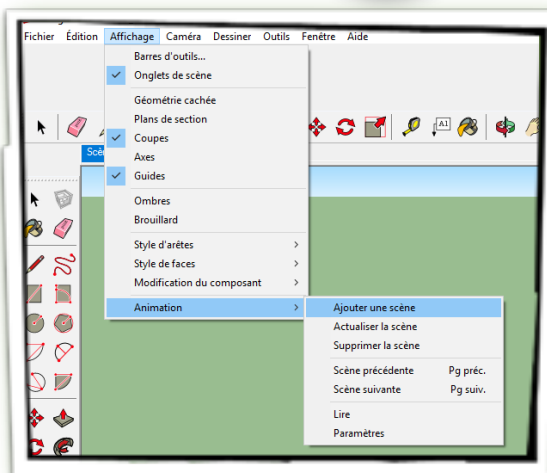 Fichier Édition Affichage Caméra Dessiner Outils Fenêtre Aide
Barres d'outils...
Onglets de scène
Géométrie cachée
Plans de section
Coupes
Axes
Guides
Ombres
Brouillard
Style d'arêtes
Style de faces
Modification du composant
Animation
Ajouter une scène
Actualiser la scène
Supprimer la scène
Scène précédente Pg préc.
Scène suivante Pg suiv.
Lire
Paramètres
A1